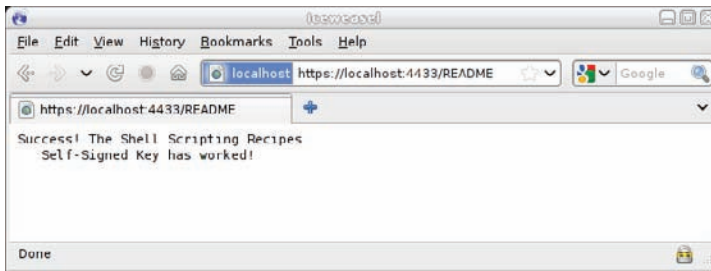 Iceweasel
File Edit View History Bookmarks Tools Help
localhost https://localhost:4433/README Google
https://localhost:4433/README
Success! The Shell Scripting Recipes
Self-Signed Key has worked!
Done